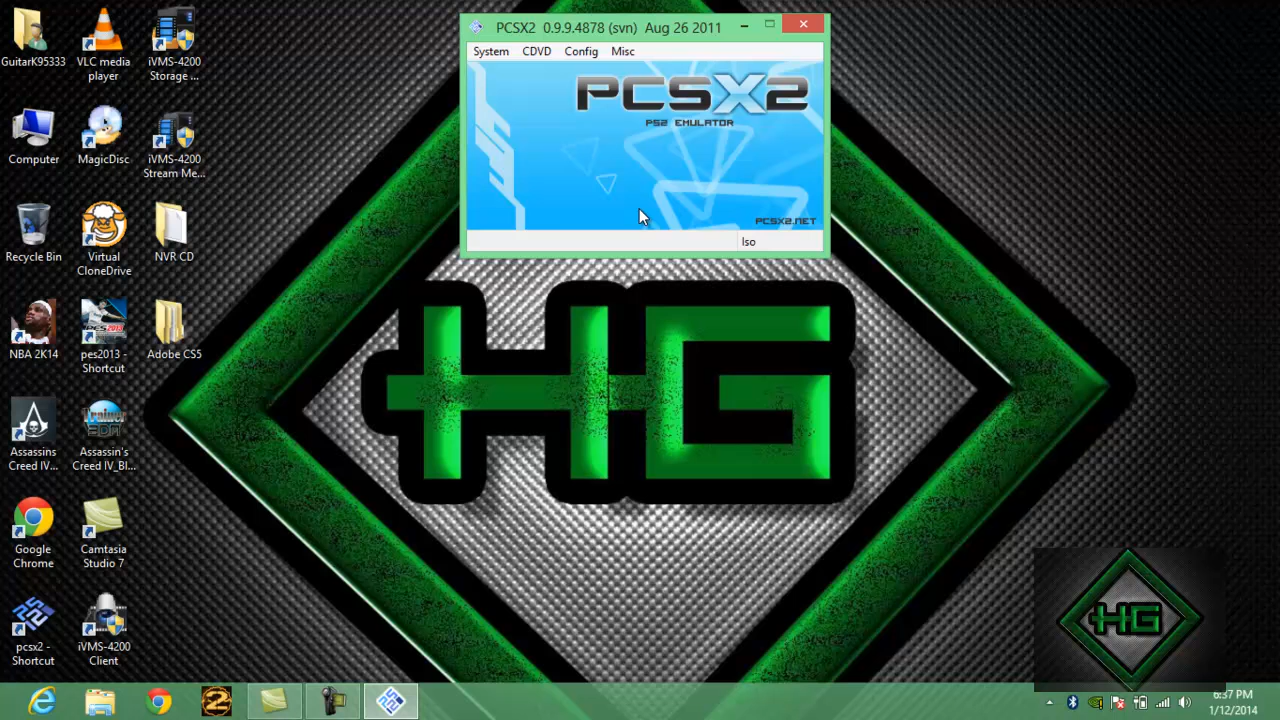 GuitarK95333
VLC media
player
iVMS-4200
Storage ...
Computer
MagicDisc
iVMS-4200
Stream Me...
Recycle Bin
Virtual
CloneDrive
NVR CD
NBA 2K14
pes2013 -
Shortcut
Adobe CS5
Assassins
Creed IV...
Assassin's
Creed IV_Bl...
Google
Chrome
Camtasia
Studio 7
pcsx2 -
Shortcut
iVMS-4200
Client
PCSX2 0.9.9.4878 (svn) Aug 26 2011
System CDVD Config Misc
PCSX2
PS2 EMULATOR
PCSX2.NET
Iso
HG
HG
6:37 PM
1/12/2014